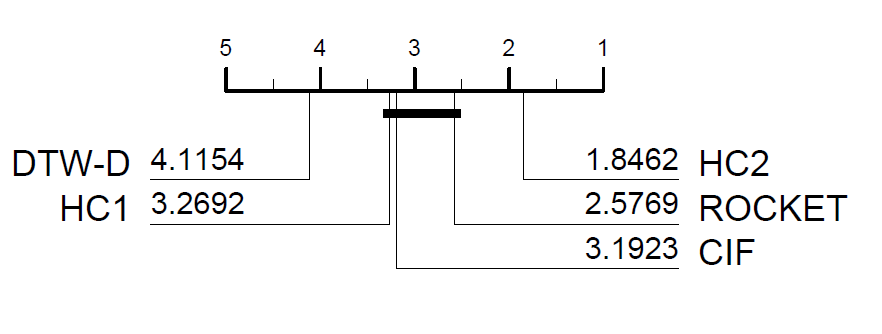 5 4 3 2 1
DTW-D 4.1154 1.8462 HC2
HC1 3.2692 2.5769 ROCKET
3.1923 CIF